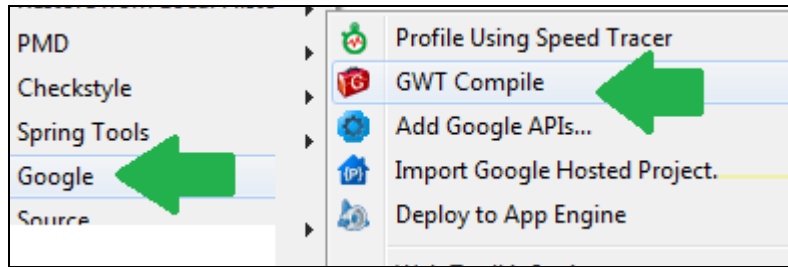 PMD
Checkstyle
Spring Tools
Google
Source
Profile Using Speed Tracer
GWT Compile
Add Google APIs...
Import Google Hosted Project.
Deploy to App Engine